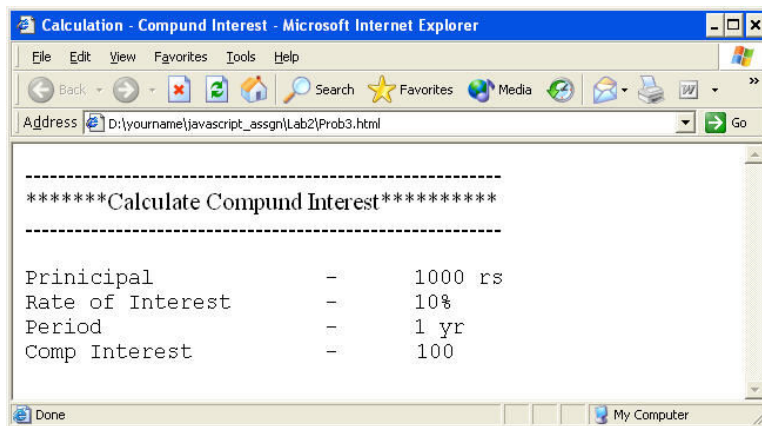 Calculation - Compund Interest - Microsoft Internet Explorer
File Edit View Favorites Tools Help
Back Search Favorites Media W »
Address D:\yourname\javascript_assgn\Lab2\Prob3.html Go
----------------------------------------------------------
*******Calculate Compund Interest**********
----------------------------------------------------------
Prinicipal - 1000 rs
Rate of Interest - 10%
Period - 1 yr
Comp Interest - 100
Done My Computer